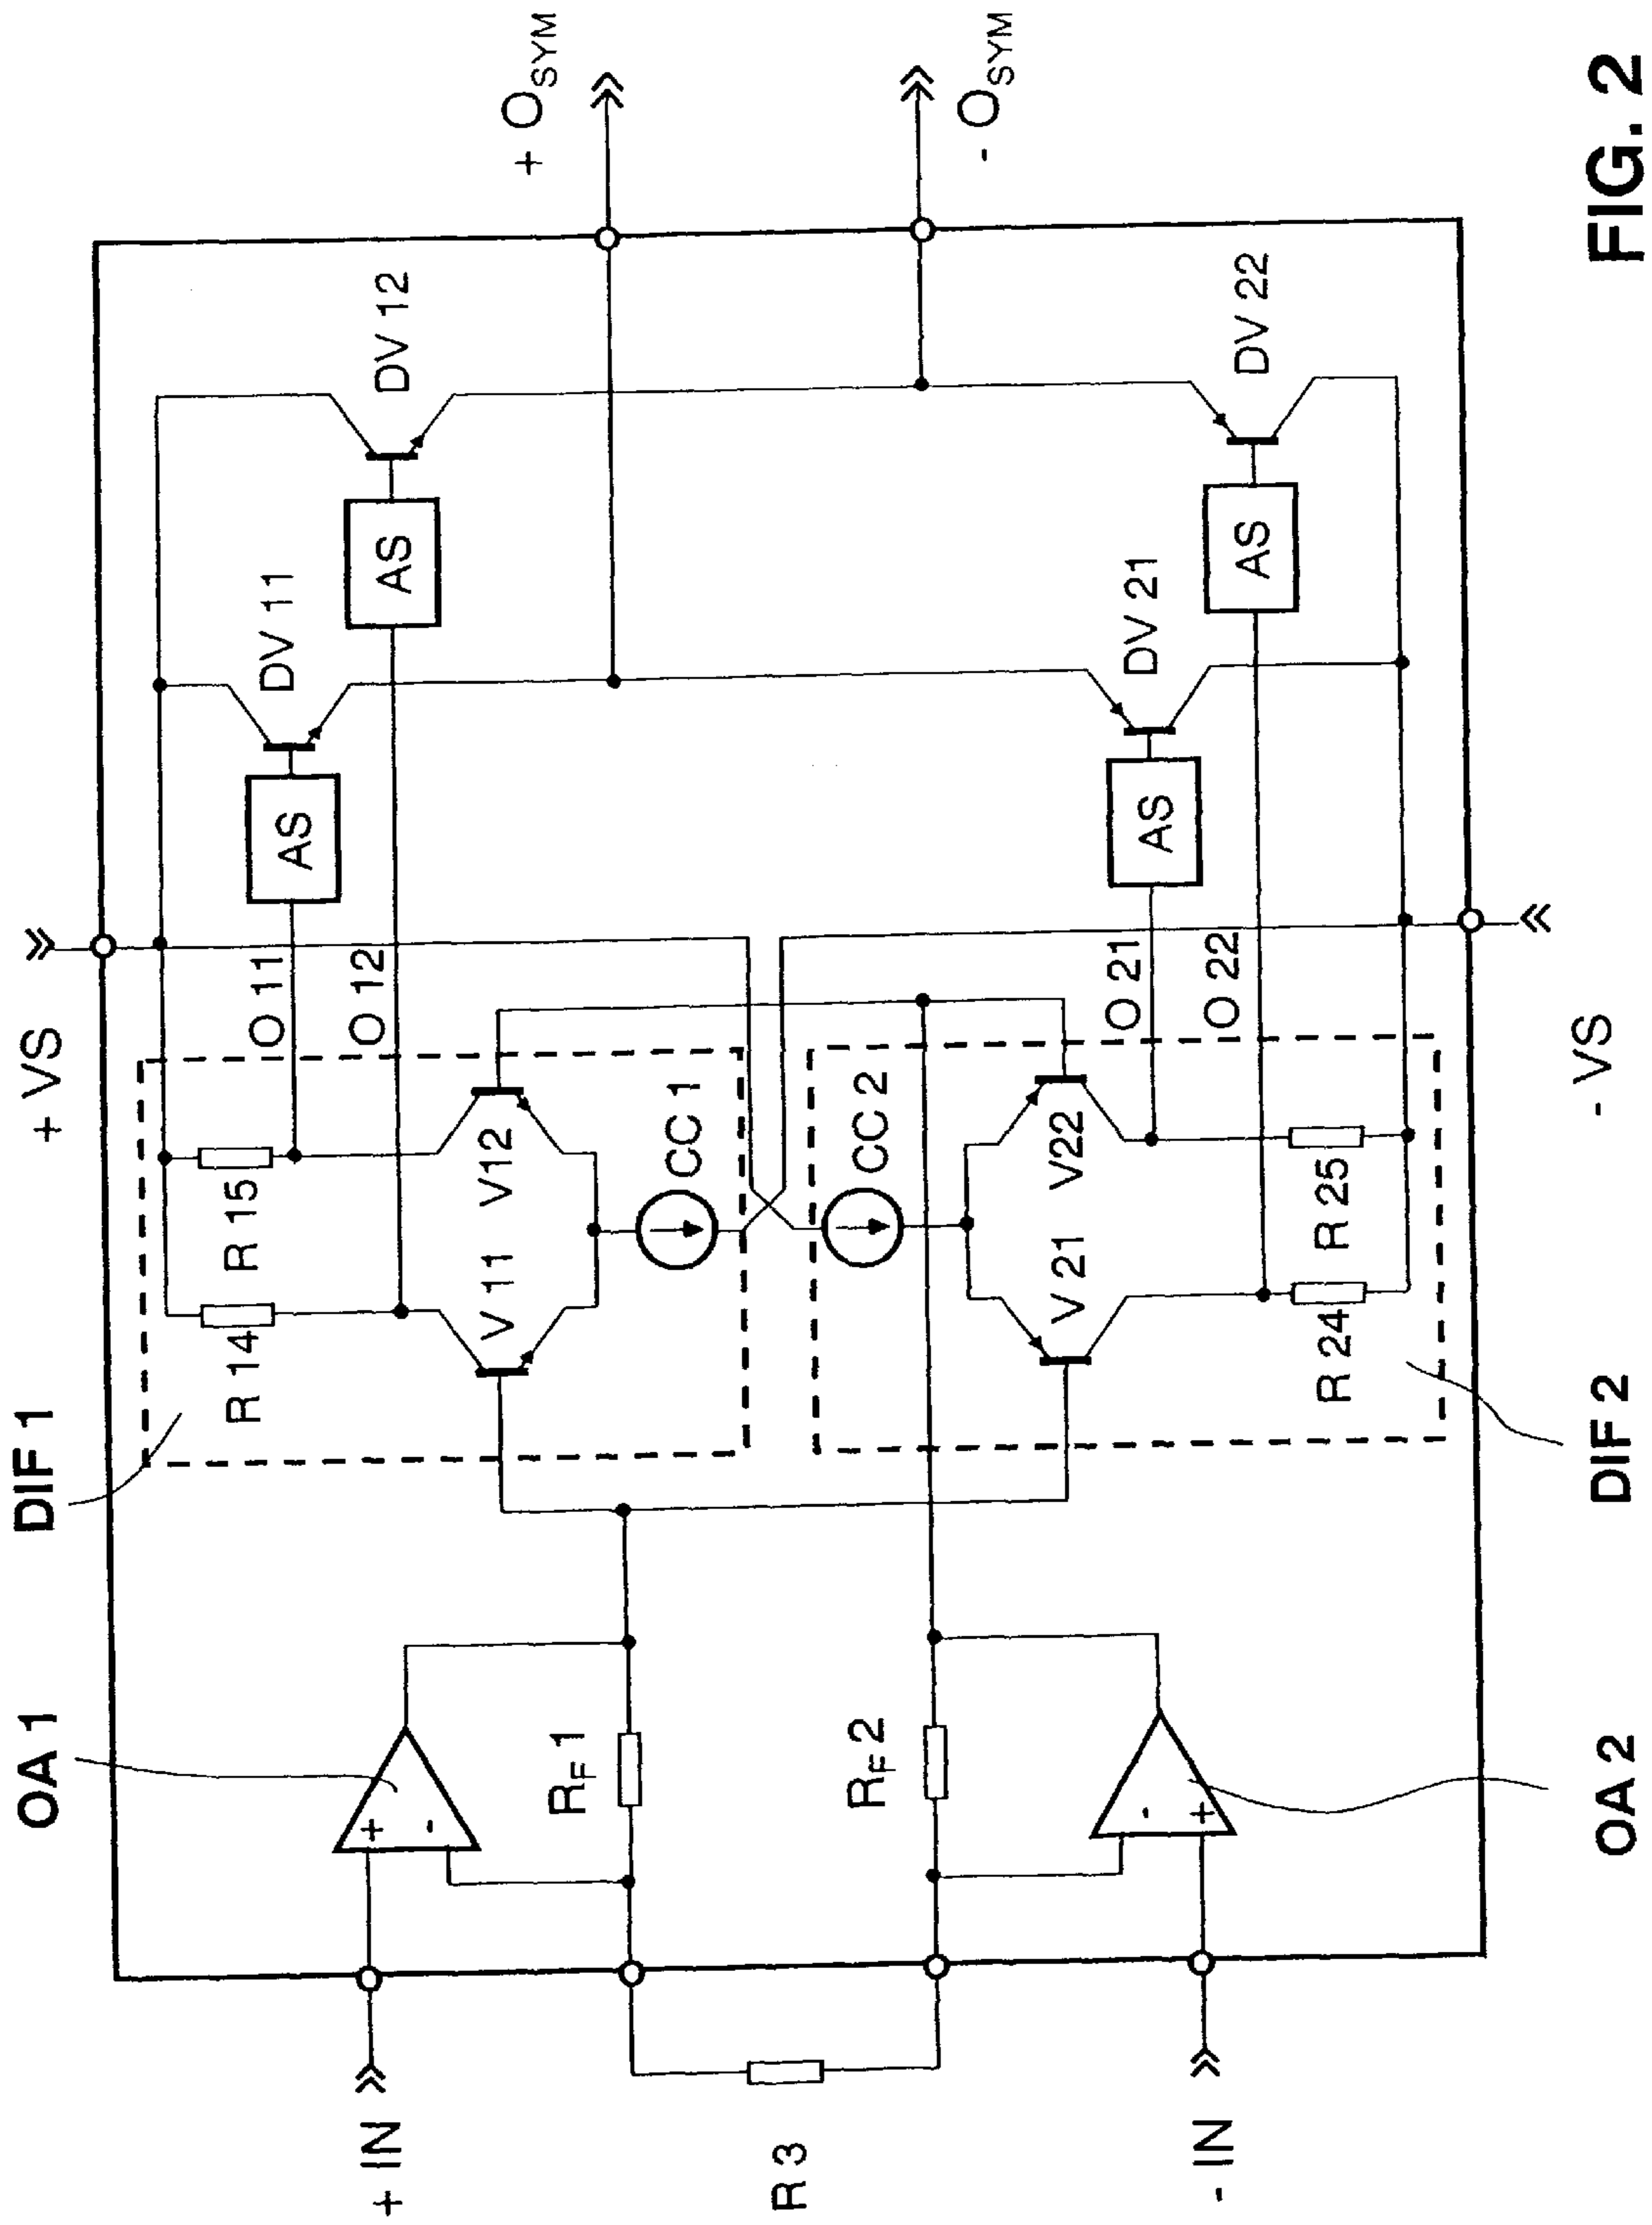 DIF 1
OA 1
+ VS
+ IN
- IN
R 3
R_F 1
R_F 2
R 14
R 15
V 11
V 12
CC 1
CC 2
V 21
V22
R 24
R 25
O 11
O 12
O 21
O 22
AS
AS
AS
AS
DV 11
DV 12
DV 21
DV 22
+ O_SYM
- O_SYM
OA 2
DIF 2
- VS
FIG. 2